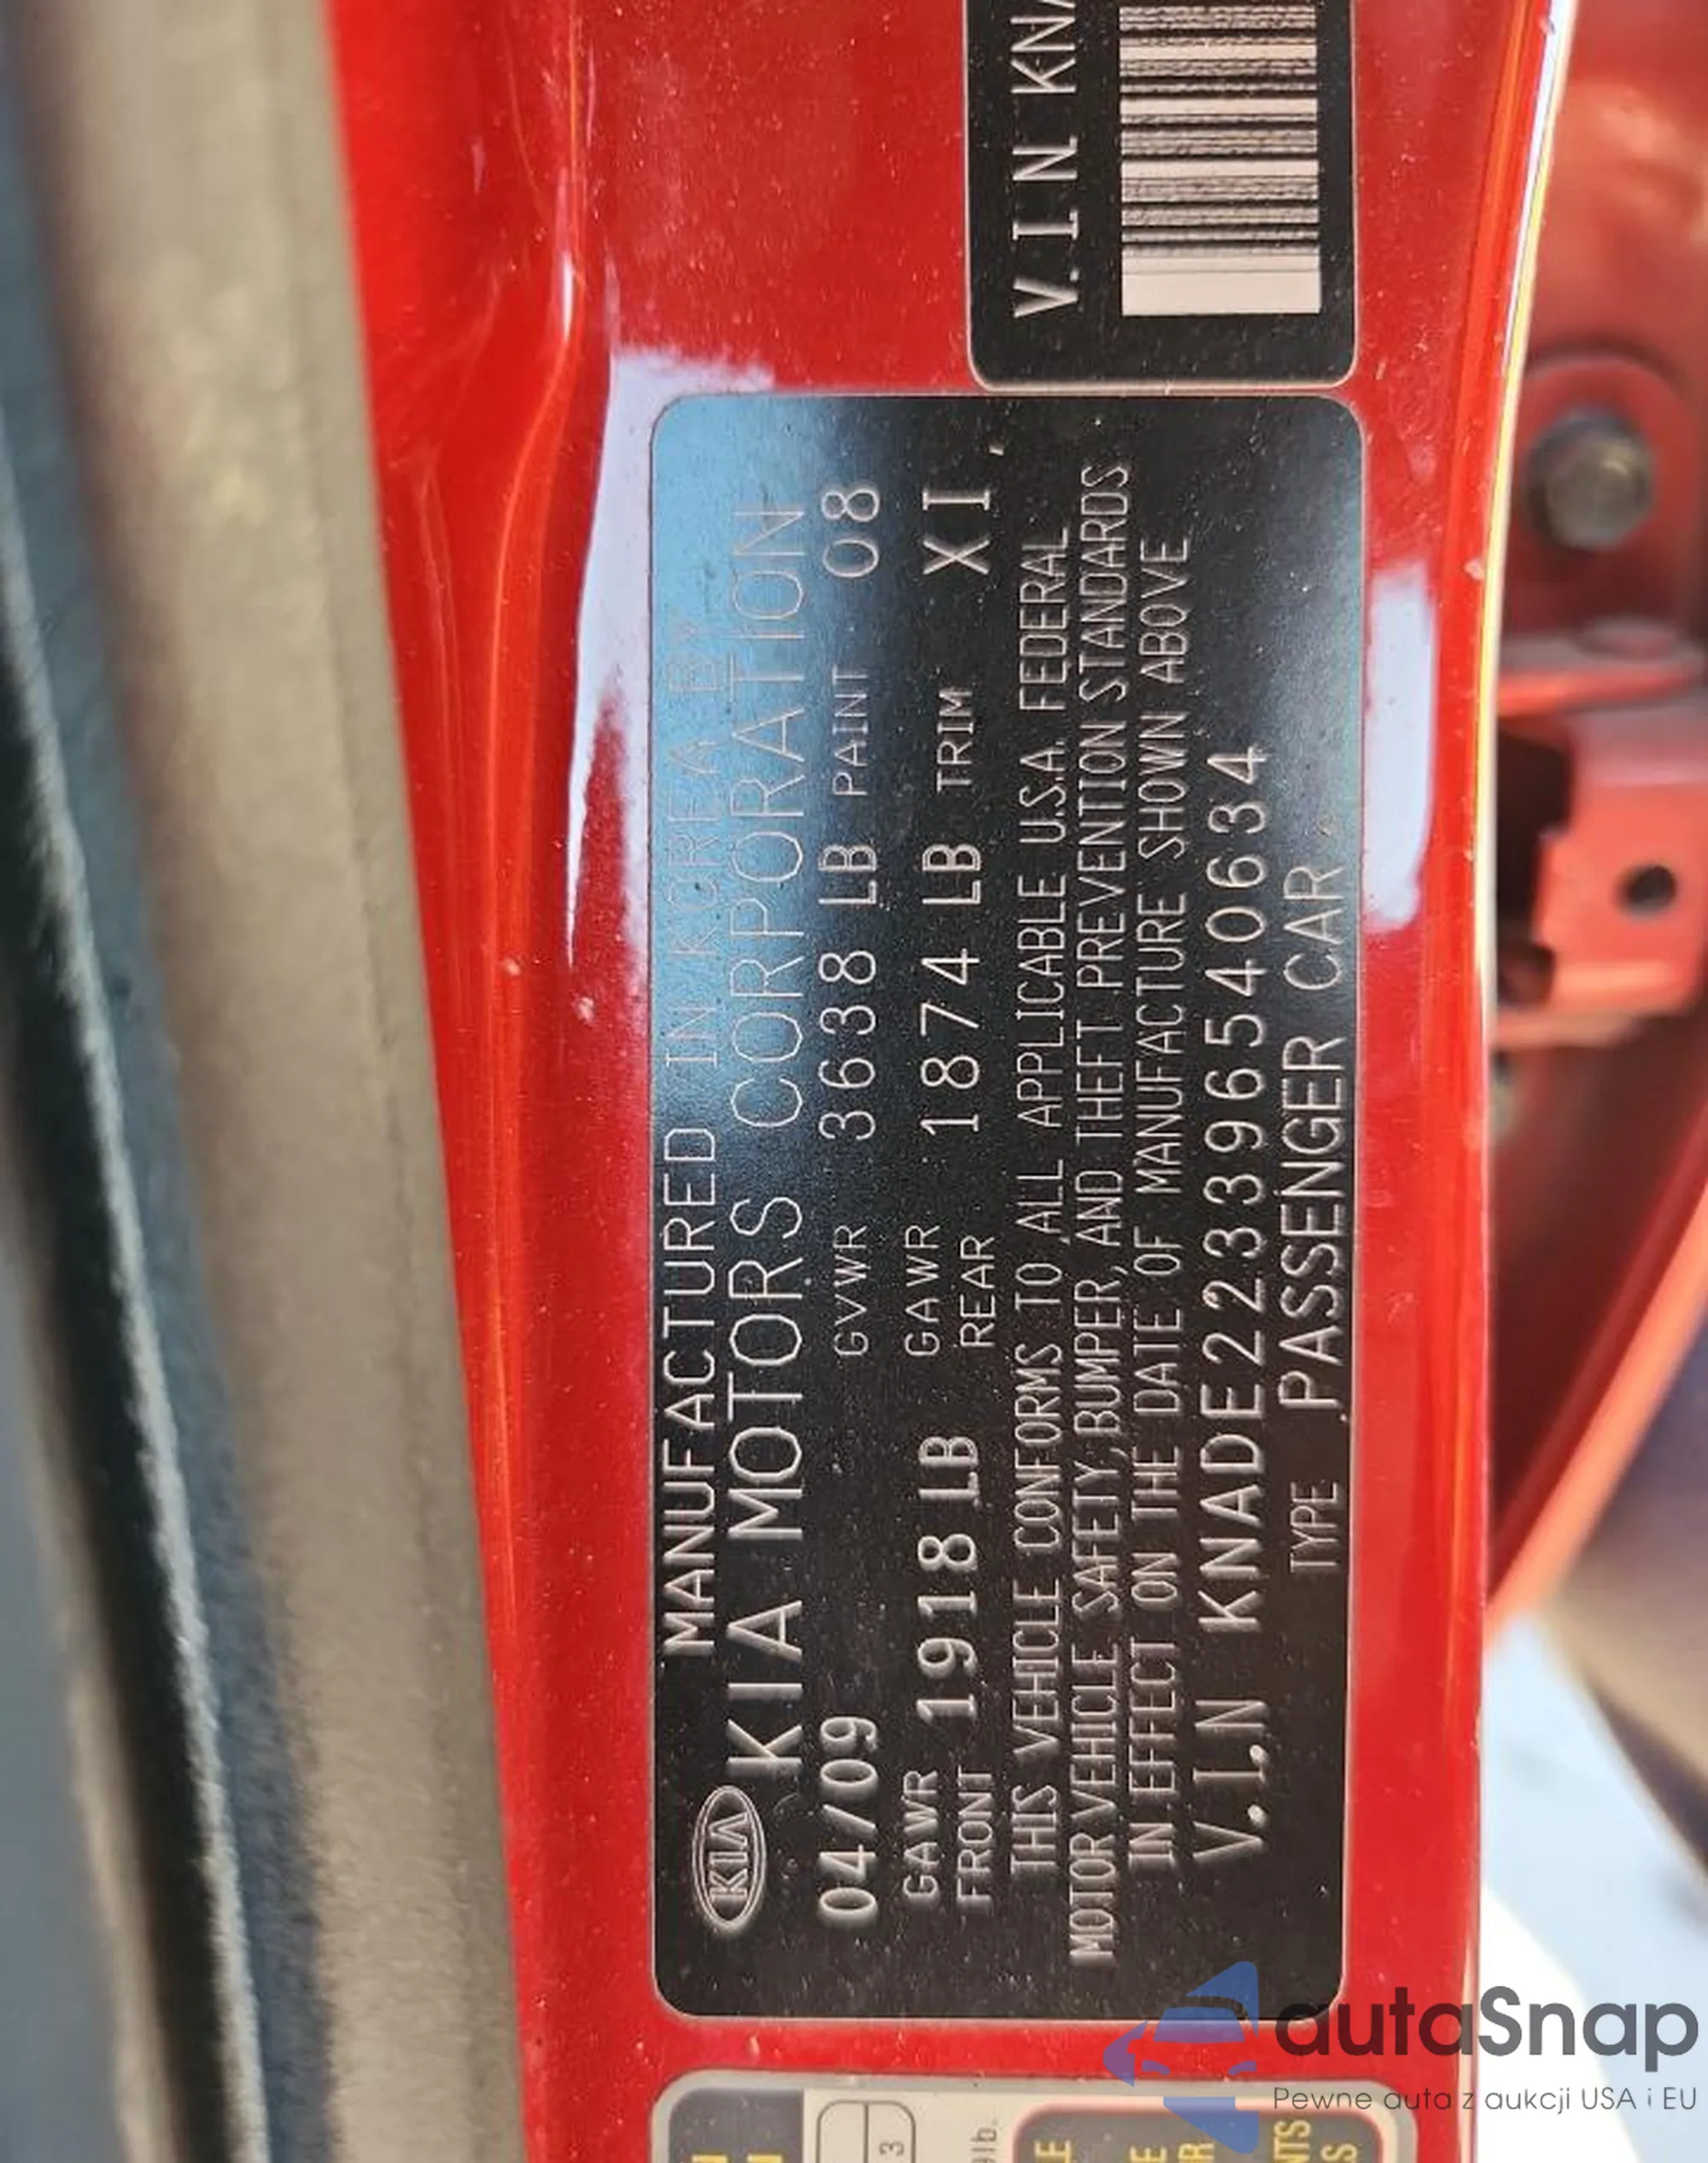 MANUFACTURED IN KOREA BY
KIA KIA MOTORS CORPORATION
04/09 GVWR 3638 LB PAINT 08
GAWR FRONT 1918 LB GAWR REAR 1874 LB TRIM XI
THIS VEHICLE CONFORMS TO ALL APPLICABLE U.S.A. FEDERAL
MOTOR VEHICLE SAFETY, BUMPER, AND THEFT PREVENTION STANDARDS
IN EFFECT ON THE DATE OF MANUFACTURE SHOWN ABOVE
V.I.N KNADE223396540634
TYPE PASSENGER CAR
V.I.N KNA
3
lb.
autaSnap
Pewne auta z aukcji USA i EU